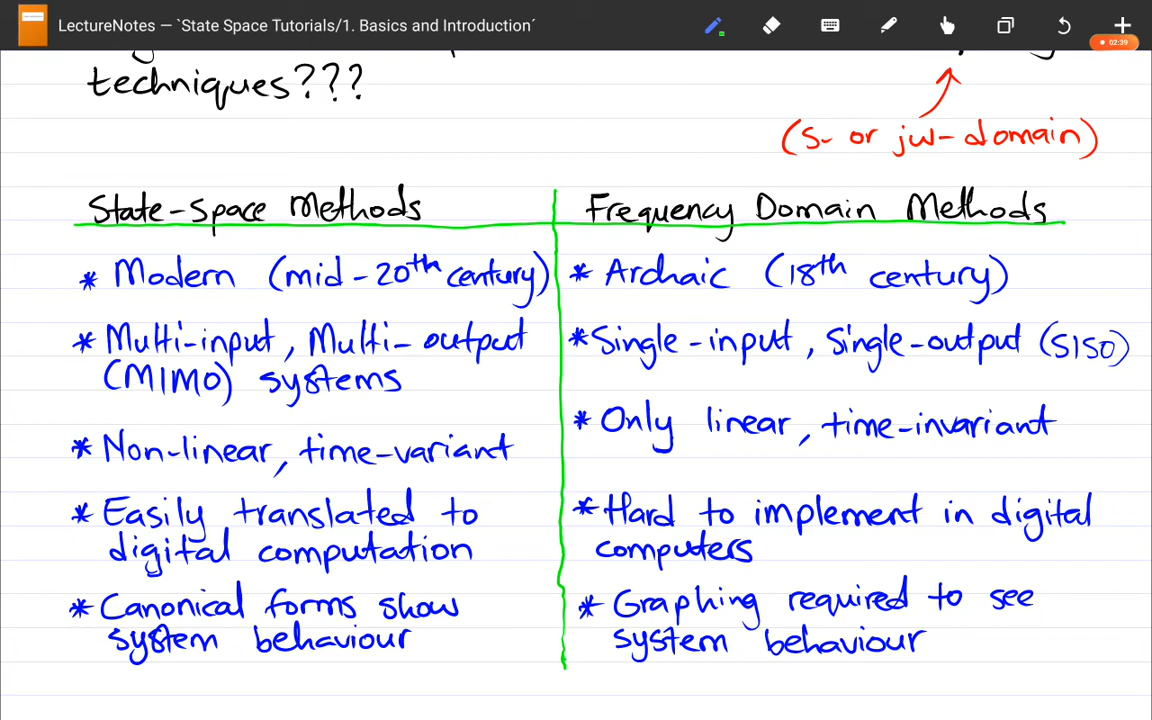 LectureNotes — `State Space Tutorials/1. Basics and Introduction´
02:39
techniques???
(s- or jw-domain)
State-Space Methods
Frequency Domain Methods
* Modern (mid-20th century)
* Archaic (18th century)
* Multi-input, Multi-output
(MIMO) systems
* Single-input, Single-output (SISO)
* Non-linear, time-variant
* Only linear, time-invariant
* Easily translated to
digital computation
* Hard to implement in digital
computers
* Canonical forms show
system behaviour
* Graphing required to see
system behaviour